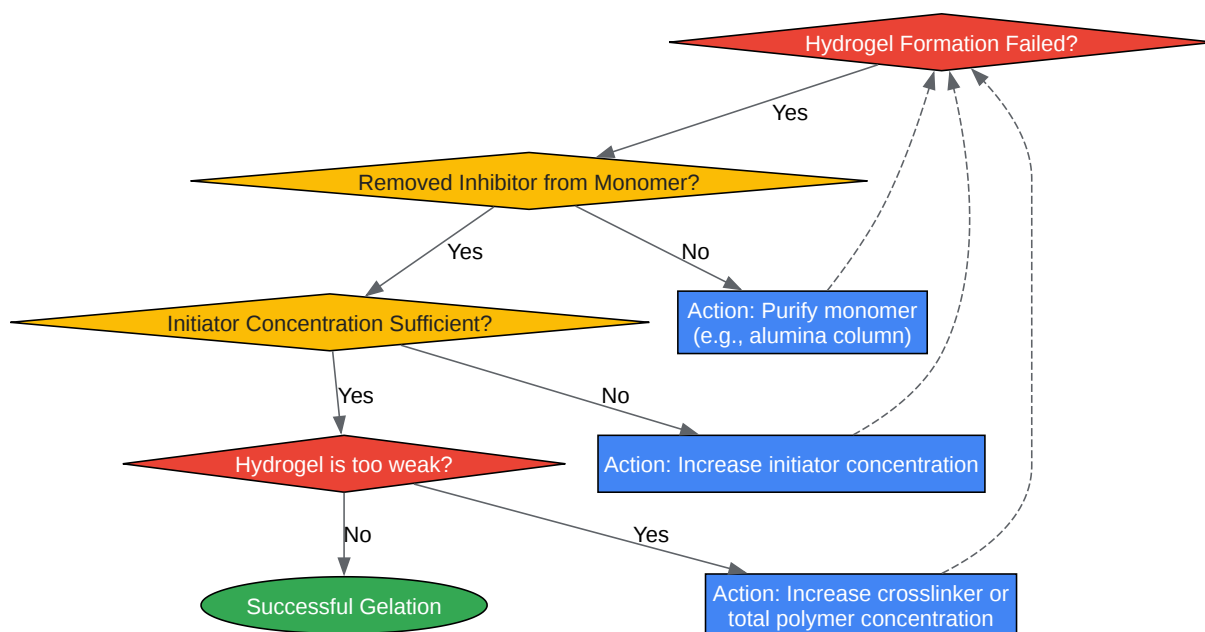 Hydrogel Formation Failed?
Yes
Removed Inhibitor from Monomer?
Yes
No
Action: Purify monomer
(e.g., alumina column)
Initiator Concentration Sufficient?
Yes
No
Action: Increase initiator concentration
Hydrogel is too weak?
No
Yes
Action: Increase crosslinker or
total polymer concentration
Successful Gelation